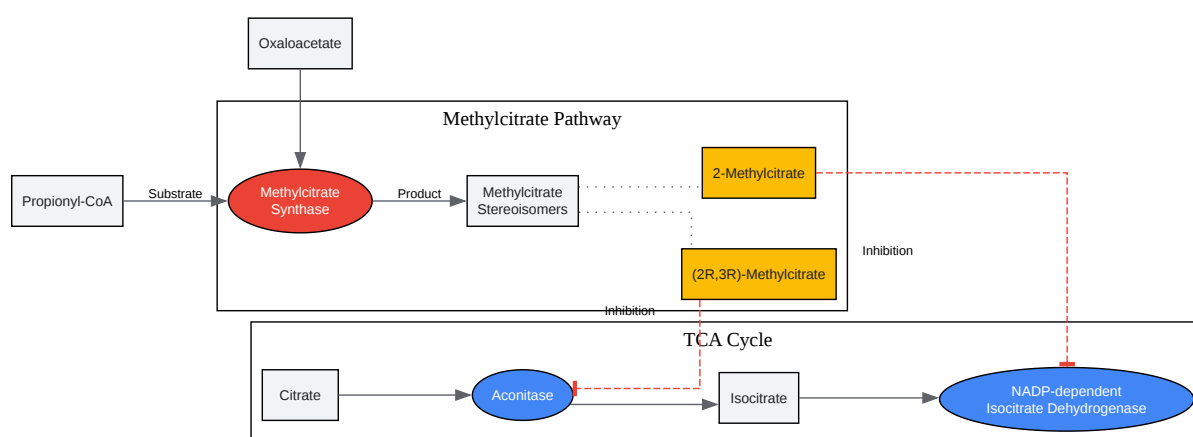 Oxaloacetate
Methylcitrate Pathway
Propionyl-CoA
Substrate
Methylcitrate
Synthase
Product
Methylcitrate
Stereoisomers
2-Methylcitrate
(2R,3R)-Methylcitrate
Inhibition
Inhibition
TCA Cycle
Citrate
Aconitase
Isocitrate
NADP-dependent
Isocitrate Dehydrogenase